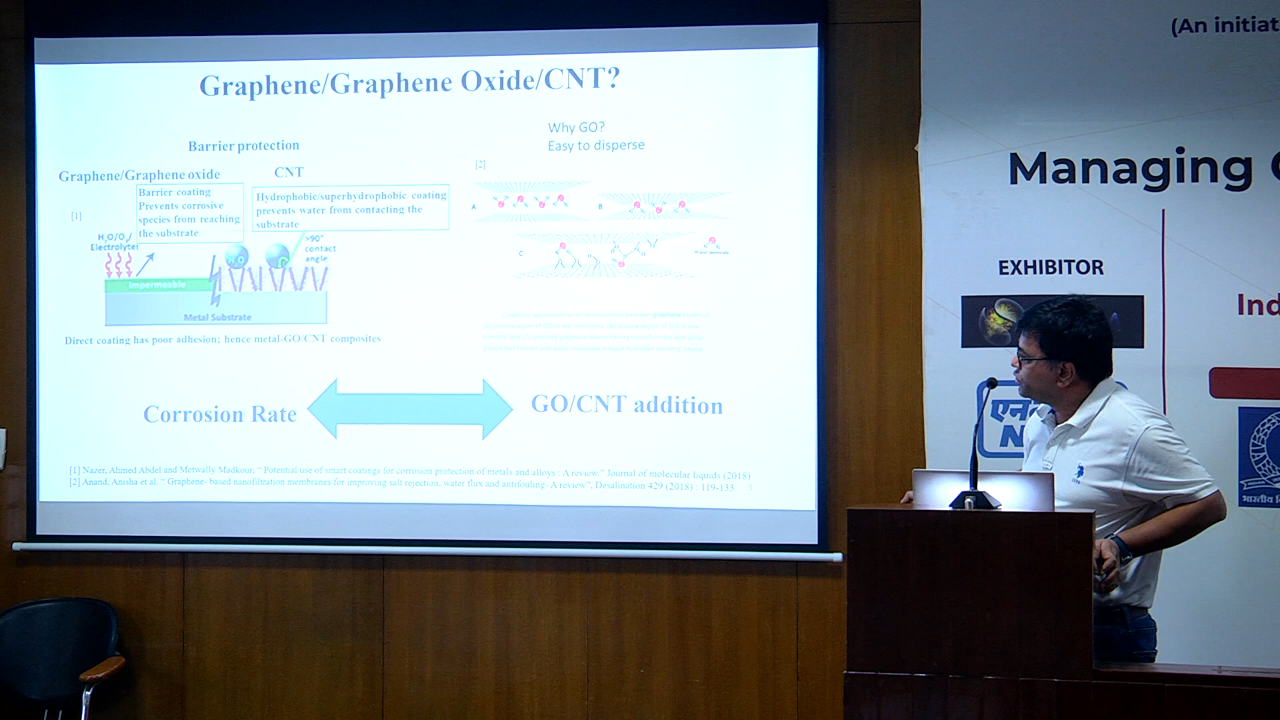 Graphene/Graphene Oxide/CNT?
Barrier protection
Graphene/Graphene oxide
CNT
Barrier coating
Prevents corrosive
species from reaching
the substrate
Hydrophobic/superhydrophobic coating
prevents water from contacting the
substrate
[1]
H₂O/O₂/
Electrolyte
>90°
contact
angle
H₂O
Impermeable
Metal Substrate
Direct coating has poor adhesion; hence metal-GO/CNT composites
Why GO?
Easy to disperse
[2]
A
B
C
Corrosion Rate
GO/CNT addition
[1] Nazer, Ahmed Abdel and Metwally Madkour, " Potential use of smart coatings for corrosion protection of metals and alloys : A review." Journal of molecular liquids (2018)
[2] Anand, Anisha et al. " Graphene- based nanofiltration membranes for improving salt rejection, water flux and antifouling- A review", Desalination 429 (2018) : 119-133
(An initiat
Managing
EXHIBITOR
Ind
एन
N
भारतीय